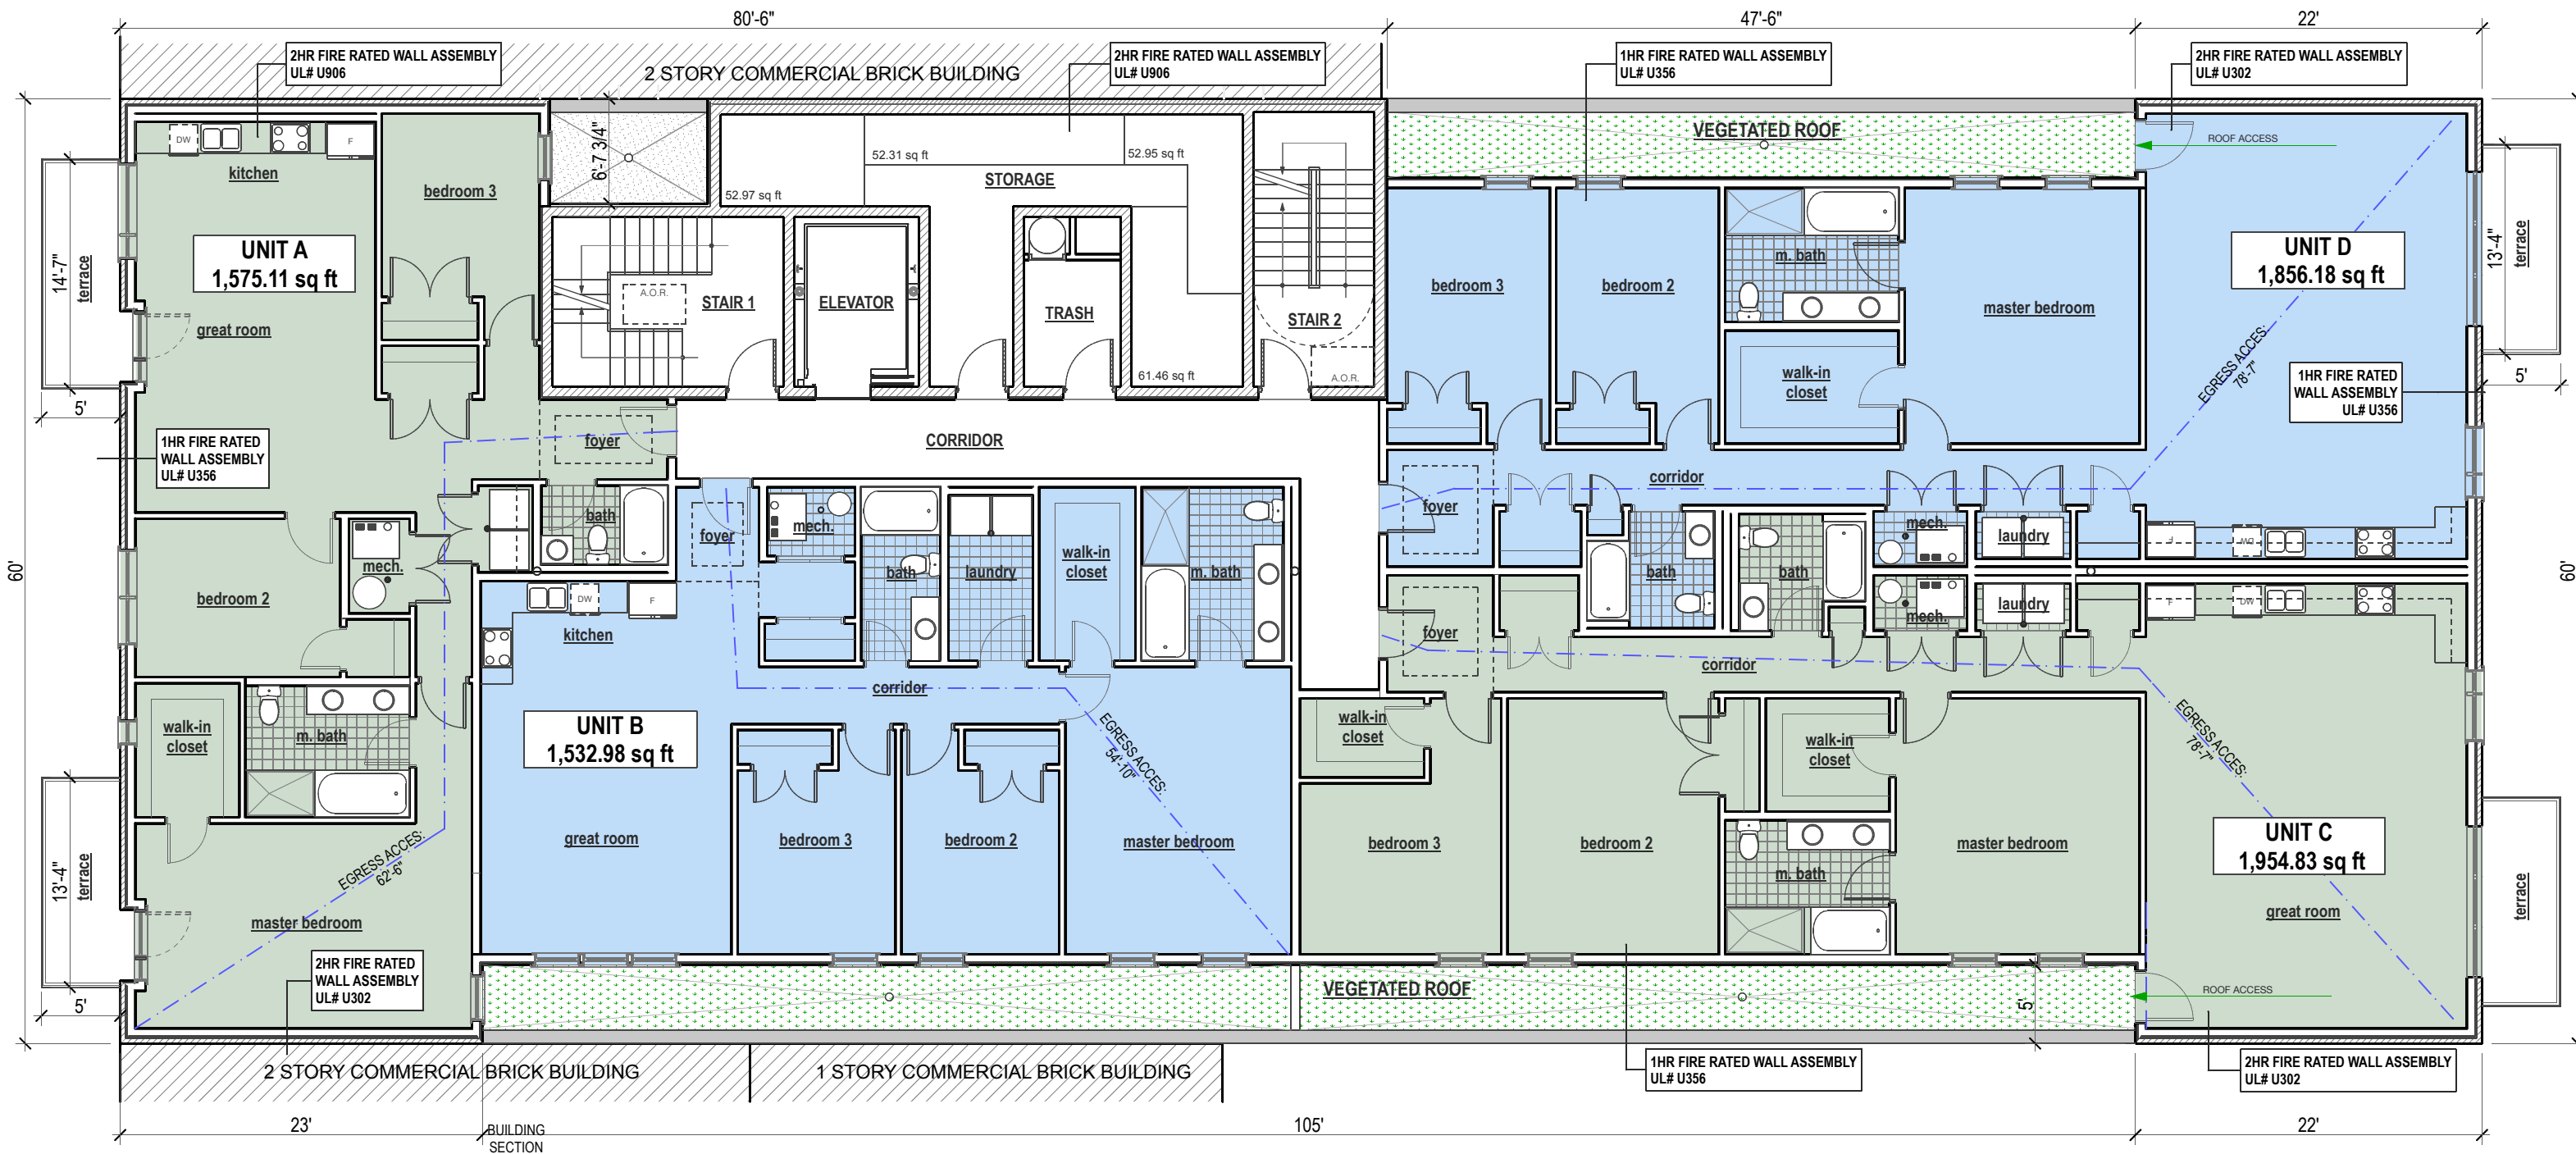 80'-6"
47'-6"
22'
2HR FIRE RATED WALL ASSEMBLY
UL# U906
2 STORY COMMERCIAL BRICK BUILDING
2HR FIRE RATED WALL ASSEMBLY
UL# U906
1HR FIRE RATED WALL ASSEMBLY
UL# U356
2HR FIRE RATED WALL ASSEMBLY
UL# U302
DW
F
kitchen
bedroom 3
6'-7 3/4"
52.31 sq ft
52.95 sq ft
STORAGE
52.97 sq ft
VEGETATED ROOF
ROOF ACCESS
UNIT A
1,575.11 sq ft
14'-7"
terrace
great room
5'
A.O.R.
STAIR 1
ELEVATOR
TRASH
STAIR 2
61.46 sq ft
A.O.R.
bedroom 3
bedroom 2
m. bath
master bedroom
walk-in
closet
UNIT D
1,856.18 sq ft
13'-4"
terrace
5'
EGRESS ACCES:
78'-7"
1HR FIRE RATED
WALL ASSEMBLY
UL# U356
1HR FIRE RATED
WALL ASSEMBLY
UL# U356
foyer
CORRIDOR
corridor
foyer
bath
foyer
mech.
bath
laundry
walk-in
closet
m. bath
bath
bath
mech.
laundry
F
DW
60'
60'
mech.
bedroom 2
DW
F
kitchen
foyer
corridor
mech.
laundry
F
DW
walk-in
closet
m. bath
corridor
UNIT B
1,532.98 sq ft
EGRESS ACCES:
54'-10"
walk-in
closet
walk-in
closet
EGRESS ACCES:
78'-7"
13'-4"
terrace
5'
EGRESS ACCES:
62'-6"
great room
bedroom 3
bedroom 2
master bedroom
bedroom 3
bedroom 2
m. bath
master bedroom
UNIT C
1,954.83 sq ft
great room
terrace
master bedroom
2HR FIRE RATED
WALL ASSEMBLY
UL# U302
VEGETATED ROOF
5'
ROOF ACCESS
2 STORY COMMERCIAL BRICK BUILDING
1 STORY COMMERCIAL BRICK BUILDING
1HR FIRE RATED WALL ASSEMBLY
UL# U356
2HR FIRE RATED WALL ASSEMBLY
UL# U302
23'
BUILDING
SECTION
105'
22'